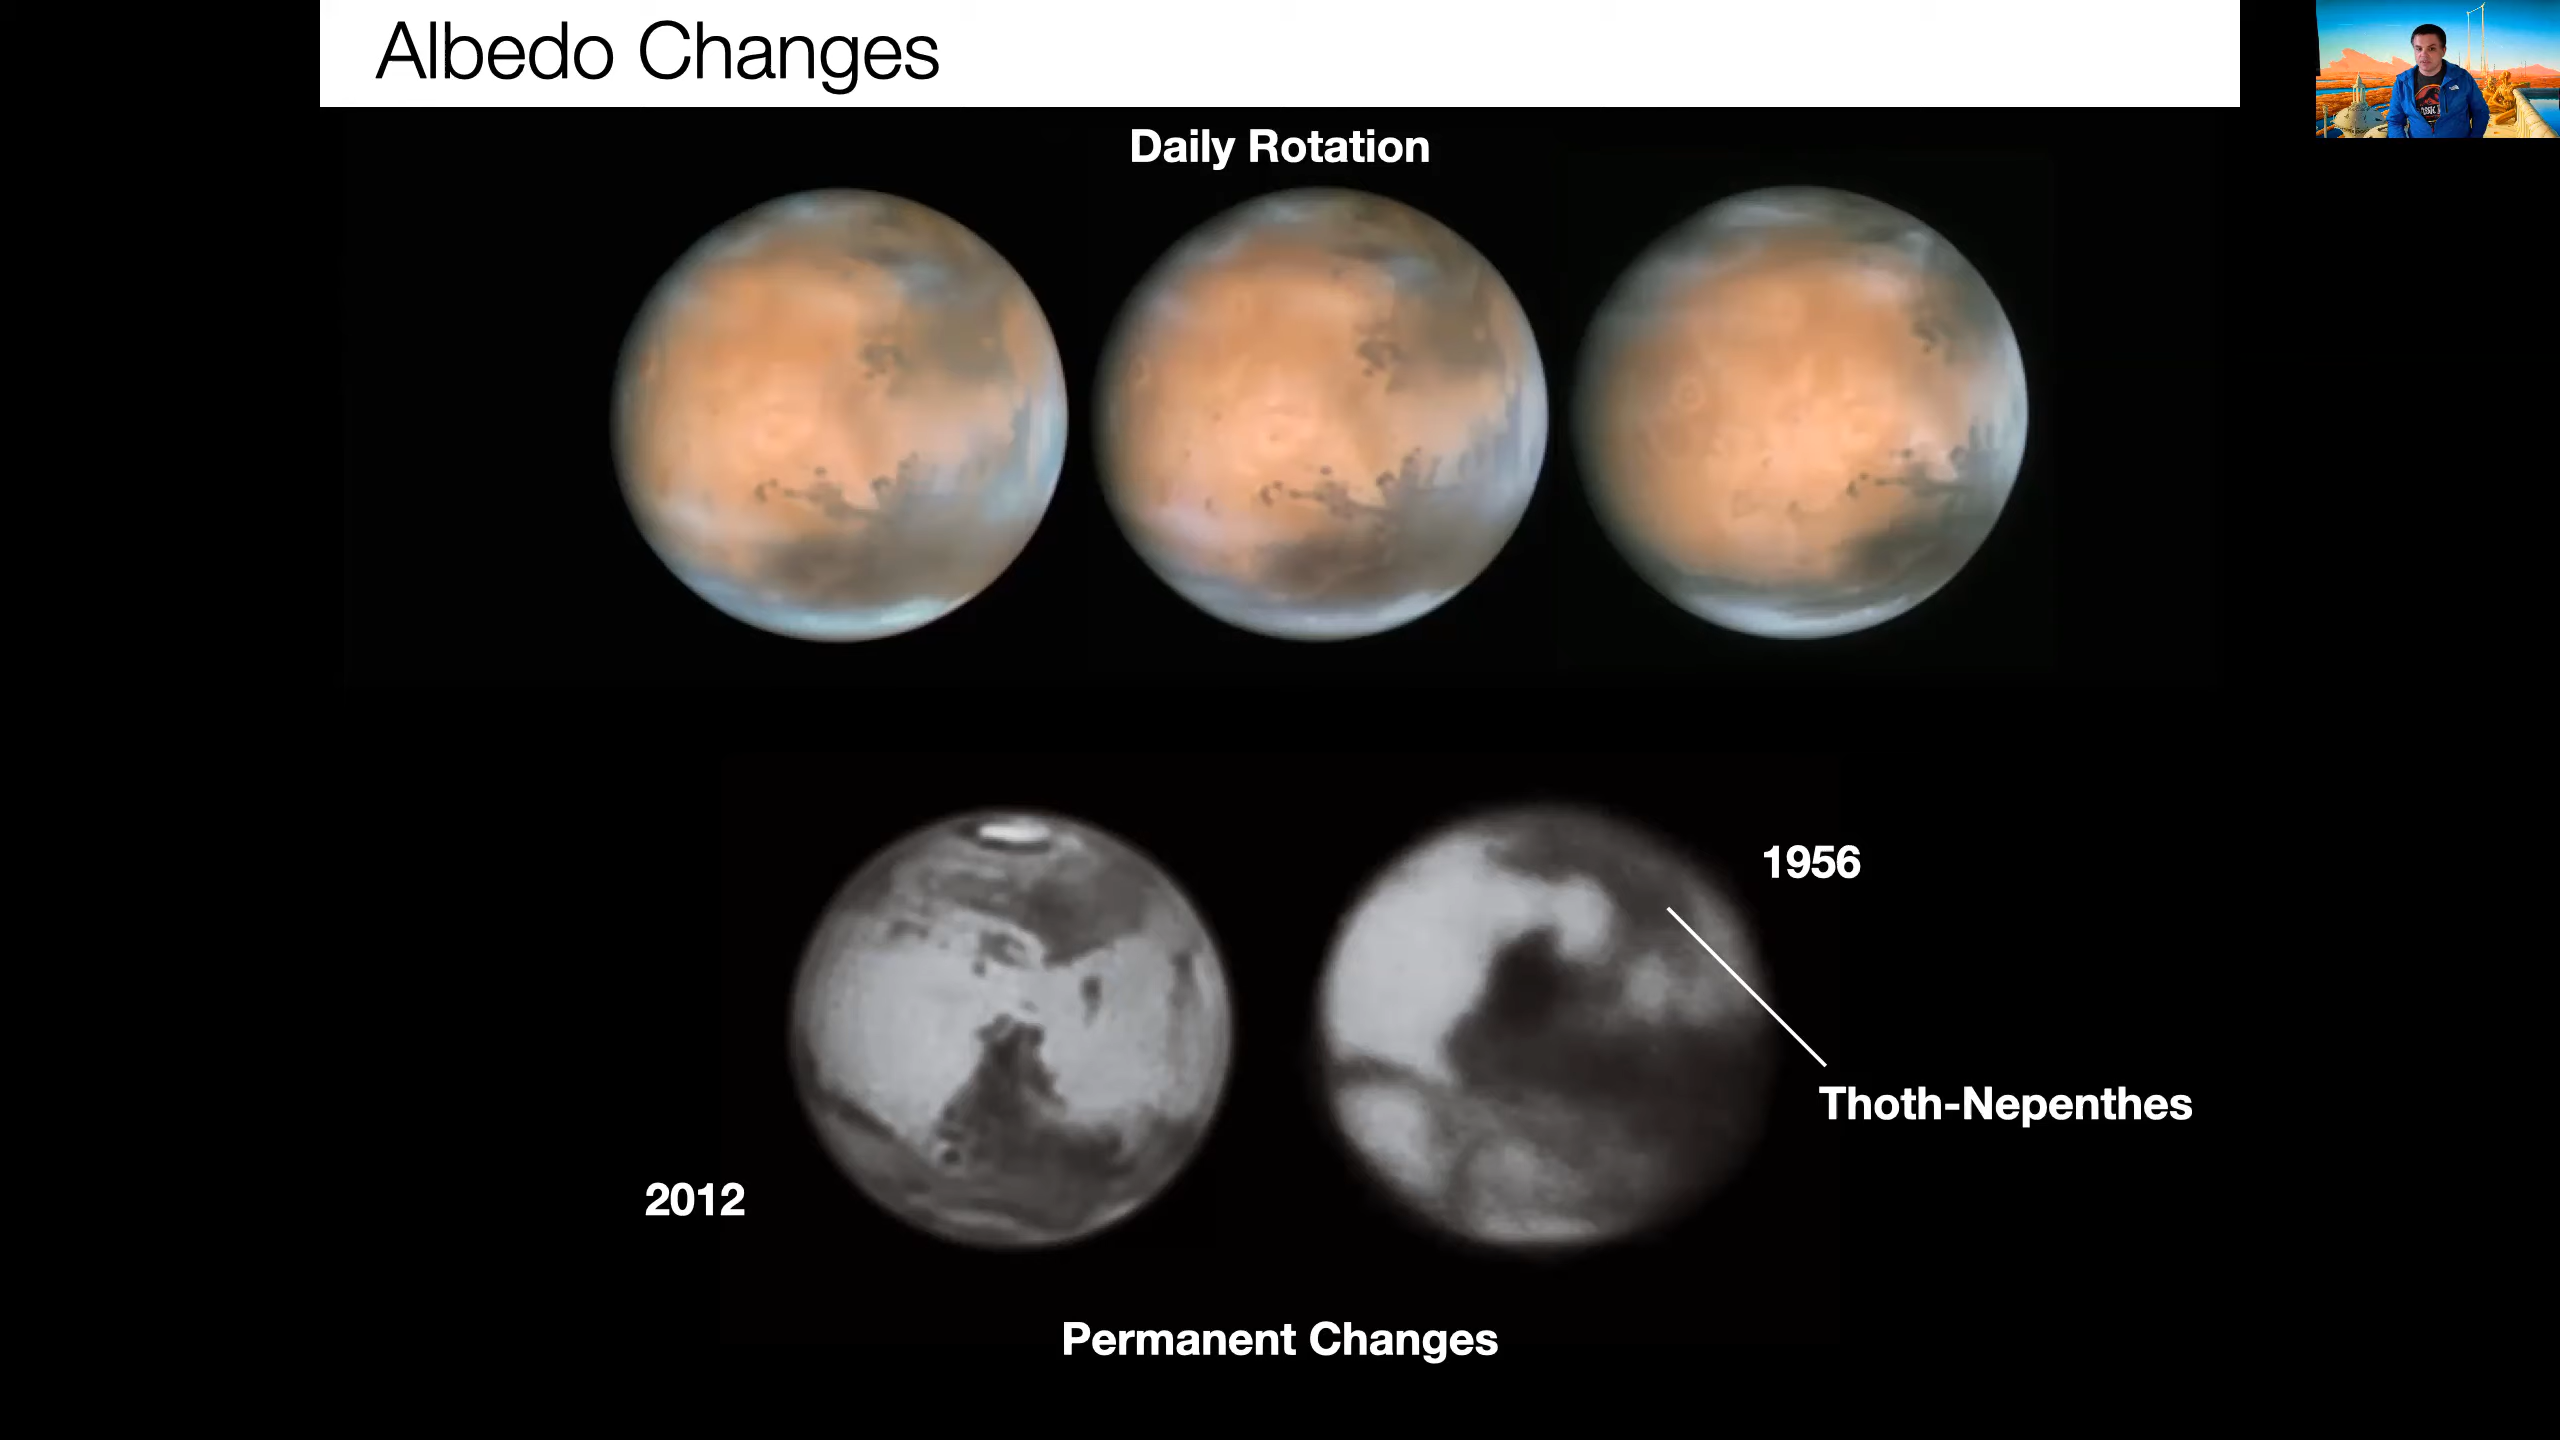 Albedo Changes
Daily Rotation
1956
Thoth-Nepenthes
2012
Permanent Changes